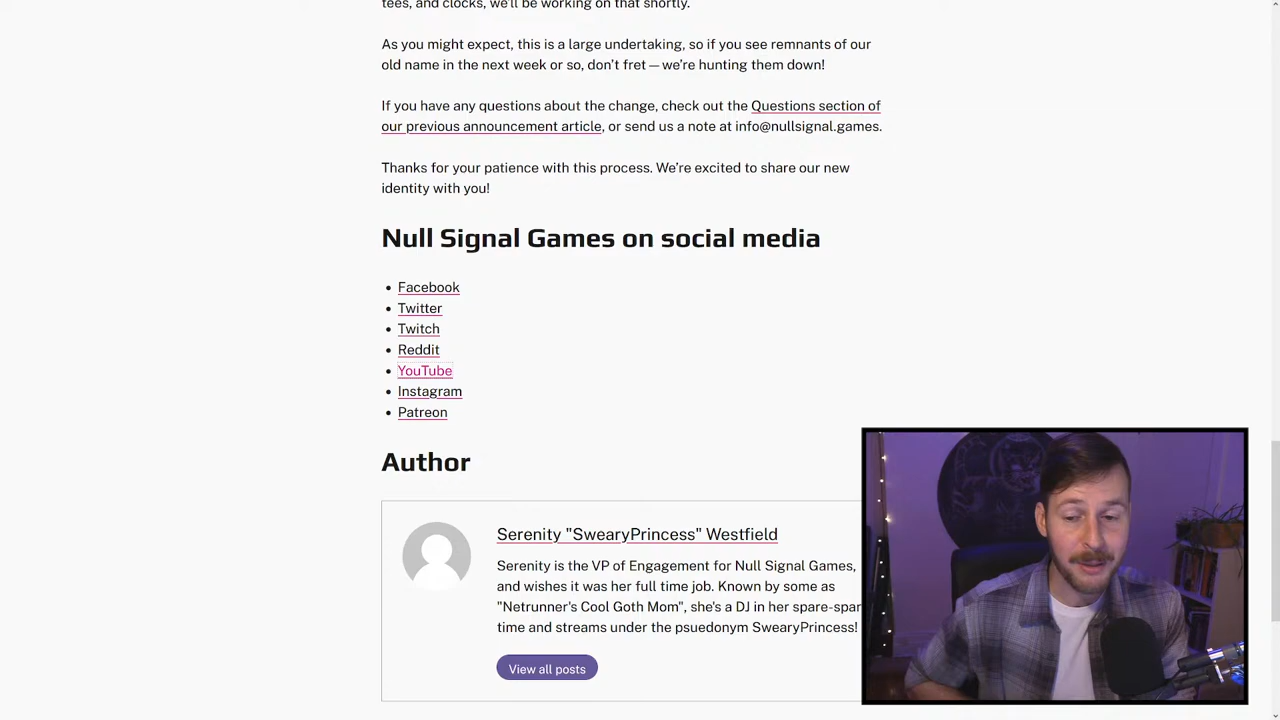 tees, and clocks, we'll be working on that shortly.
As you might expect, this is a large undertaking, so if you see remnants of our
old name in the next week or so, don't fret — we're hunting them down!
If you have any questions about the change, check out the Questions section of
our previous announcement article, or send us a note at info@nullsignal.games.
Thanks for your patience with this process. We're excited to share our new
identity with you!
Null Signal Games on social media
Facebook
Twitter
Twitch
Reddit
YouTube
Instagram
Patreon
Author
Serenity "SwearyPrincess" Westfield
Serenity is the VP of Engagement for Null Signal Games,
and wishes it was her full time job. Known by some as
"Netrunner's Cool Goth Mom", she's a DJ in her spare-spar
time and streams under the psuedonym SwearyPrincess!
View all posts